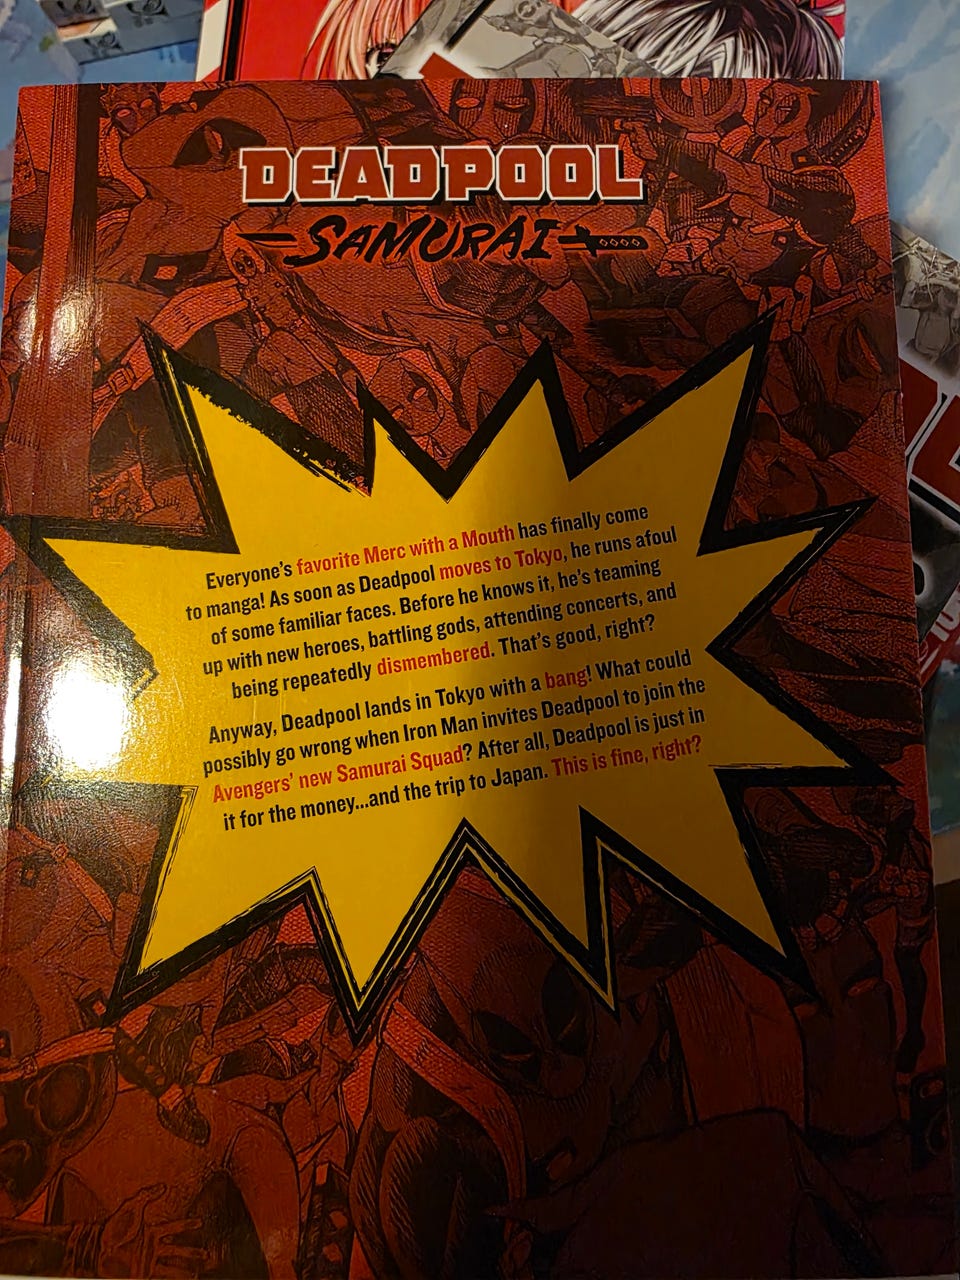 DEADPOOL
SAMURAI
Everyone's favorite Merc with a Mouth has finally come
to manga! As soon as Deadpool moves to Tokyo, he runs afoul
of some familiar faces. Before he knows it, he's teaming
up with new heroes, battling gods, attending concerts, and
being repeatedly dismembered. That's good, right?
Anyway, Deadpool lands in Tokyo with a bang! What could
possibly go wrong when Iron Man invites Deadpool to join the
Avengers' new Samurai Squad? After all, Deadpool is just in
it for the money...and the trip to Japan. This is fine, right?